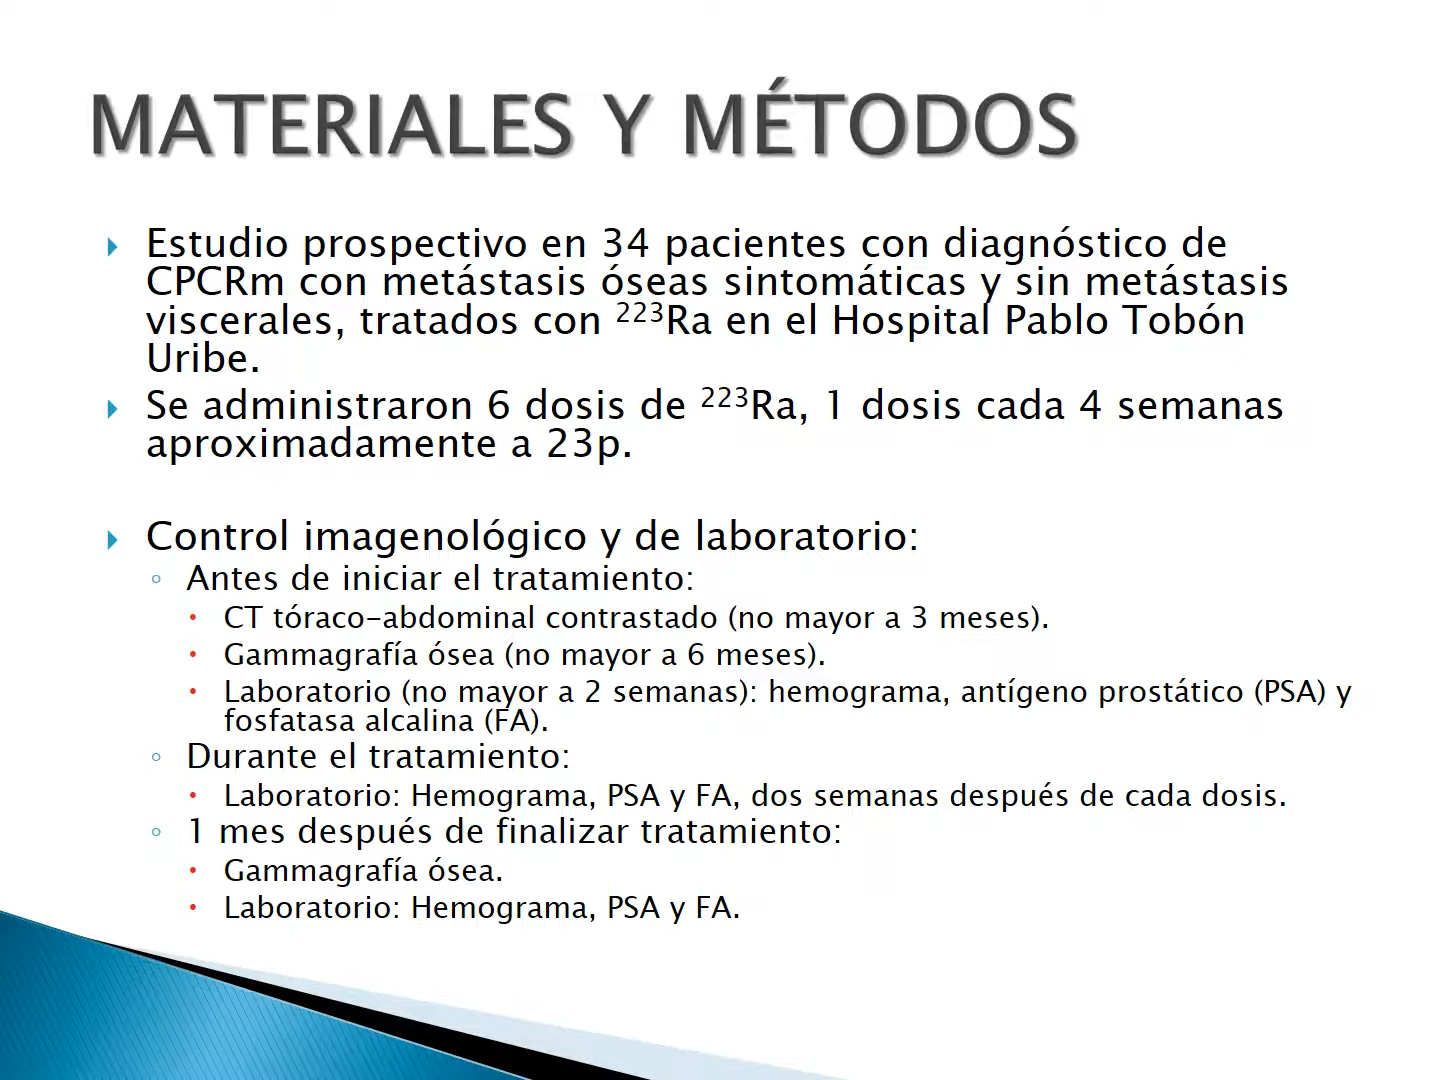 MATERIALES Y MÉTODOS
Estudio prospectivo en 34 pacientes con diagnóstico de
CPCRm con metástasis óseas sintomáticas y sin metástasis
viscerales, tratados con ²²³Ra en el Hospital Pablo Tobón
Uribe.
Se administraron 6 dosis de ²²³Ra, 1 dosis cada 4 semanas
aproximadamente a 23p.
Control imagenológico y de laboratorio:
Antes de iniciar el tratamiento:
CT tóraco-abdominal contrastado (no mayor a 3 meses).
Gammagrafía ósea (no mayor a 6 meses).
Laboratorio (no mayor a 2 semanas): hemograma, antígeno prostático (PSA) y
fosfatasa alcalina (FA).
Durante el tratamiento:
Laboratorio: Hemograma, PSA y FA, dos semanas después de cada dosis.
1 mes después de finalizar tratamiento:
Gammagrafía ósea.
Laboratorio: Hemograma, PSA y FA.